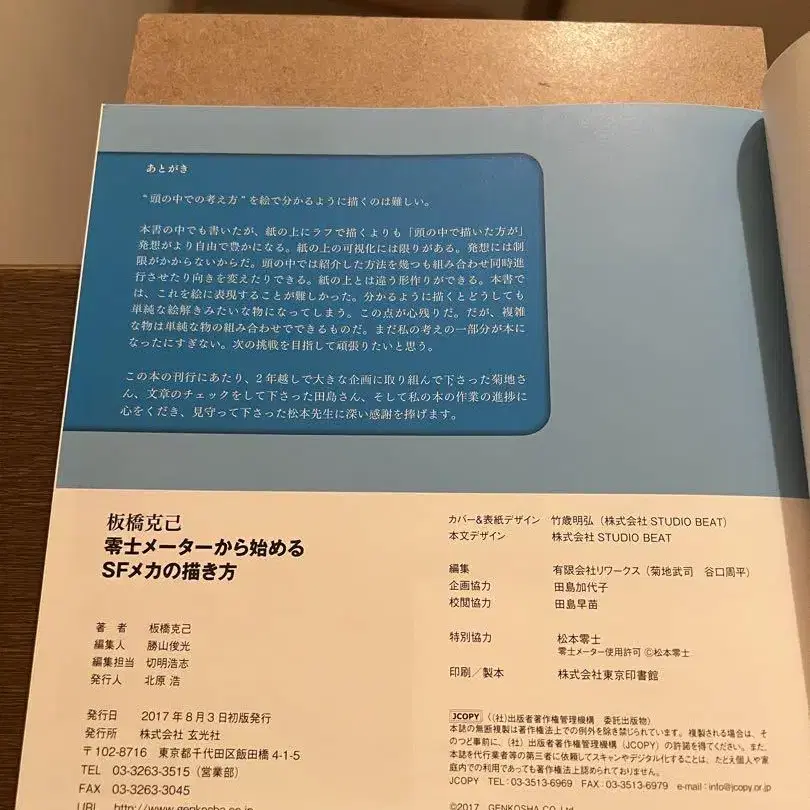 あとがき
“頭の中での考え方”を絵で分かるように描くのは難しい。
本書の中でも書いたが、紙の上にラフで描くよりも「頭の中で描いた方が」
発想がより自由で豊かになる。紙の上の可視化には限りがある。発想には制
限がかからないからだ。頭の中では紹介した方法を幾つも組み合わせ同時進
行させたり向きを変えたりできる。紙の上とは違う形作りができる。本書で
は、これを絵に表現することが難しかった。分かるように描くとどうしても
単純な絵解きみたいな物になってしまう。この点が心残りだ。だが、複雑
な物は単純な物の組み合わせでできるものだ。まだ私の考えの一部分が本に
なったにすぎない。次の挑戦を目指して頑張りたいと思う。
この本の刊行にあたり、2年越しで大きな企画に取り組んで下さった菊地さ
ん、文章のチェックをして下さった田島さん、そして私の本の作業の進捗に
心をくだき、見守って下さった松本先生に深い感謝を捧げます。
板橋克己
零士メーターから始める
SFメカの描き方
著 者 板橋克己
編集人 勝山俊光
編集担当 切明浩志
発行人 北原 浩
発行日 2017年8月3日初版発行
発行所 株式会社 玄光社
〒102-8716 東京都千代田区飯田橋4-1-5
TEL 03-3263-3515（営業部）
FAX 03-3263-3045
URL http://www.genkosha.co.jp
カバー&表紙デザイン 竹歳明弘（株式会社 STUDIO BEAT）
本文デザイン 株式会社 STUDIO BEAT
編集 有限会社リワークス（菊地武司 谷口周平）
企画協力 田島加代子
校閲協力 田島早苗
特別協力 松本零士
零士メーター使用許可 Ⓒ松本零士
印刷／製本 株式会社東京印書館
JCOPY 〈（社）出版者著作権管理機構 委託出版物〉
本誌の無断複製は著作権法上での例外を除き禁じられています。複製される場合は、そ
のつど事前に、（社）出版者著作権管理機構（JCOPY）の許諾を得てください。また、
本誌を代行業者等の第三者に依頼してスキャンやデジタル化することは、たとえ個人や家
庭内での利用であっても著作権法上認められておりません。
JCOPY TEL：03-3513-6969 FAX：03-3513-6979 e-mail：info@jcopy.or.jp
©2017 GENKOSHA CO.,Ltd.